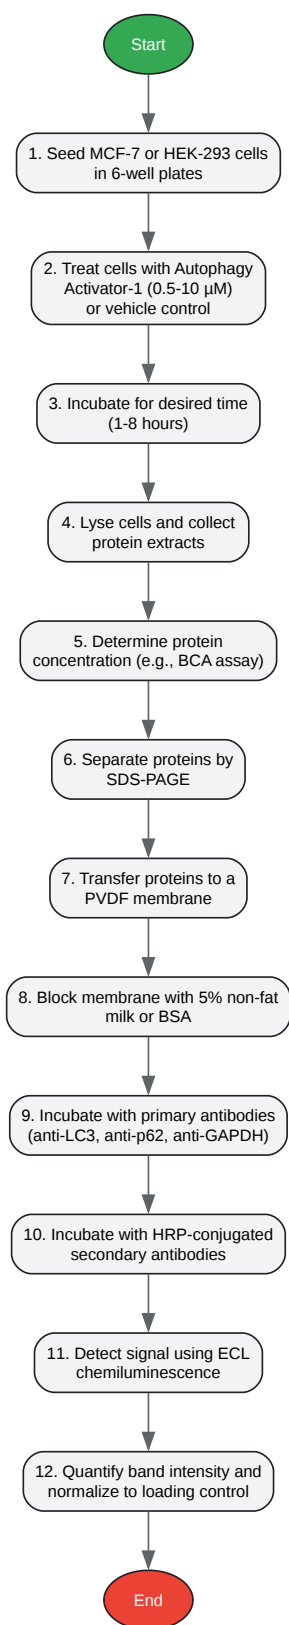 Start
1. Seed MCF-7 or HEK-293 cells
in 6-well plates
2. Treat cells with Autophagy
Activator-1 (0.5-10 µM)
or vehicle control
3. Incubate for desired time
(1-8 hours)
4. Lyse cells and collect
protein extracts
5. Determine protein
concentration (e.g., BCA assay)
6. Separate proteins by
SDS-PAGE
7. Transfer proteins to a
PVDF membrane
8. Block membrane with 5% non-fat
milk or BSA
9. Incubate with primary antibodies
(anti-LC3, anti-p62, anti-GAPDH)
10. Incubate with HRP-conjugated
secondary antibodies
11. Detect signal using ECL
chemiluminescence
12. Quantify band intensity and
normalize to loading control
End